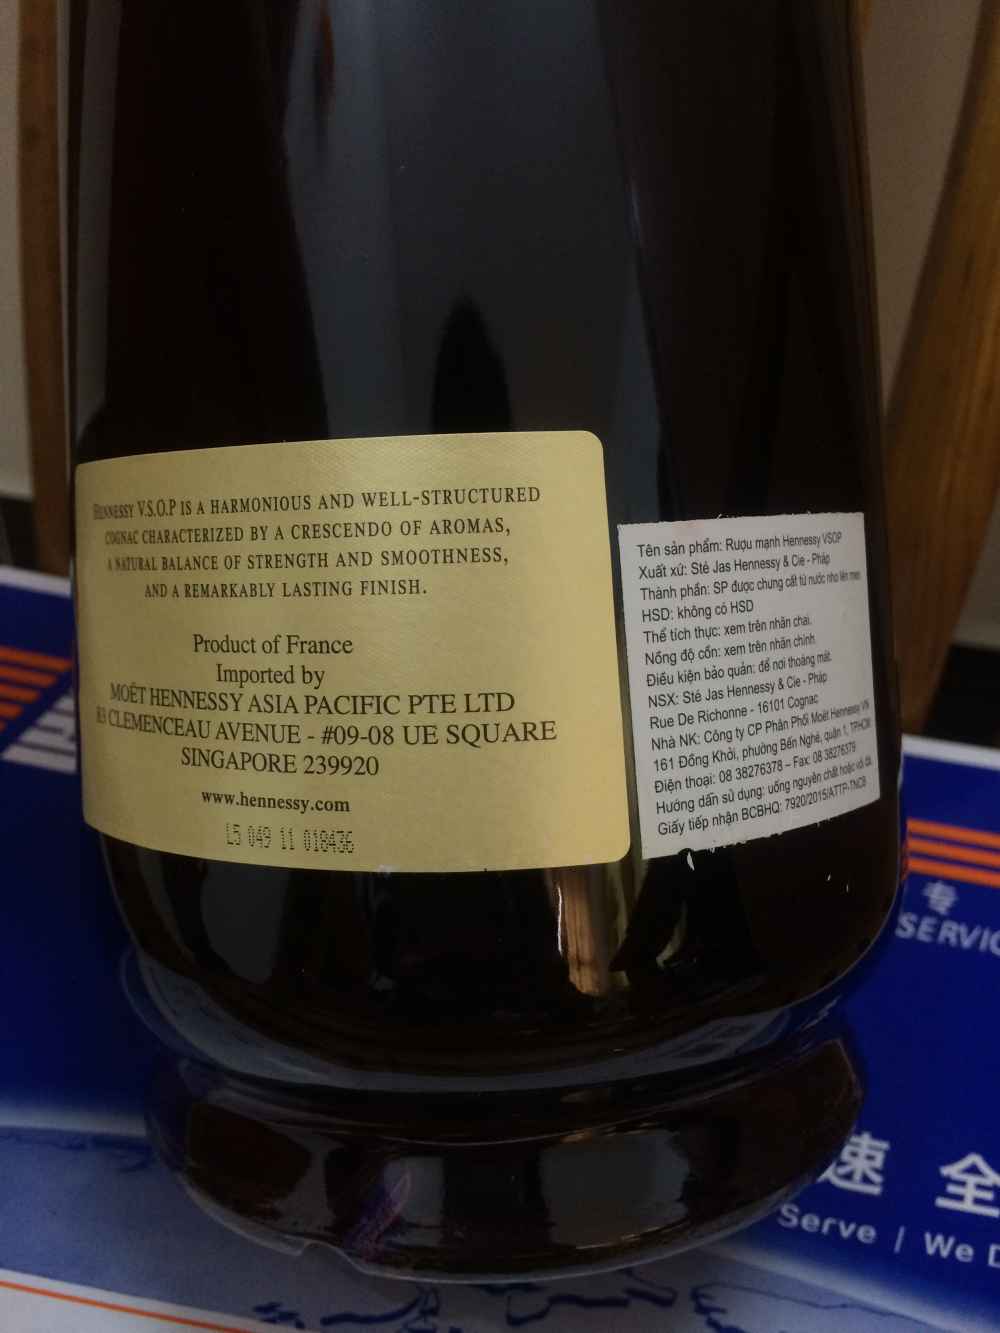 HENNESSY V.S.O.P IS A HARMONIOUS AND WELL-STRUCTURED
COGNAC CHARACTERIZED BY A CRESCENDO OF AROMAS,
A NATURAL BALANCE OF STRENGTH AND SMOOTHNESS,
AND A REMARKABLY LASTING FINISH.
Product of France
Imported by
MOËT HENNESSY ASIA PACIFIC PTE LTD
83 CLEMENCEAU AVENUE - #09-08 UE SQUARE
SINGAPORE 239920
www.hennessy.com
L5 049 11 018436
Tên sản phẩm: Rượu mạnh Hennessy VSOP
Xuất xứ: Sté Jas Hennessy & Cie - Pháp
Thành phần: SP được chưng cất từ nước nho lên men
HSD: không có HSD
Thể tích thực: xem trên nhãn chai.
Nồng độ cồn: xem trên nhãn chính.
Điều kiện bảo quản: để nơi thoáng mát.
NSX: Sté Jas Hennessy & Cie - Pháp
Rue De Richonne - 16101 Cognac
Nhà NK: Công ty CP Phân Phối Moët Hennessy VN
161 Đồng Khởi, phường Bến Nghé, quận 1, TPHCM
Điện thoại: 08 38276378 – Fax: 08 38276379
Hướng dẫn sử dụng: uống nguyên chất hoặc với đá.
Giấy tiếp nhận BCBHQ: 7920/2015/ATTP-TNCB
专
SERVIC
速 全
Serve | We D